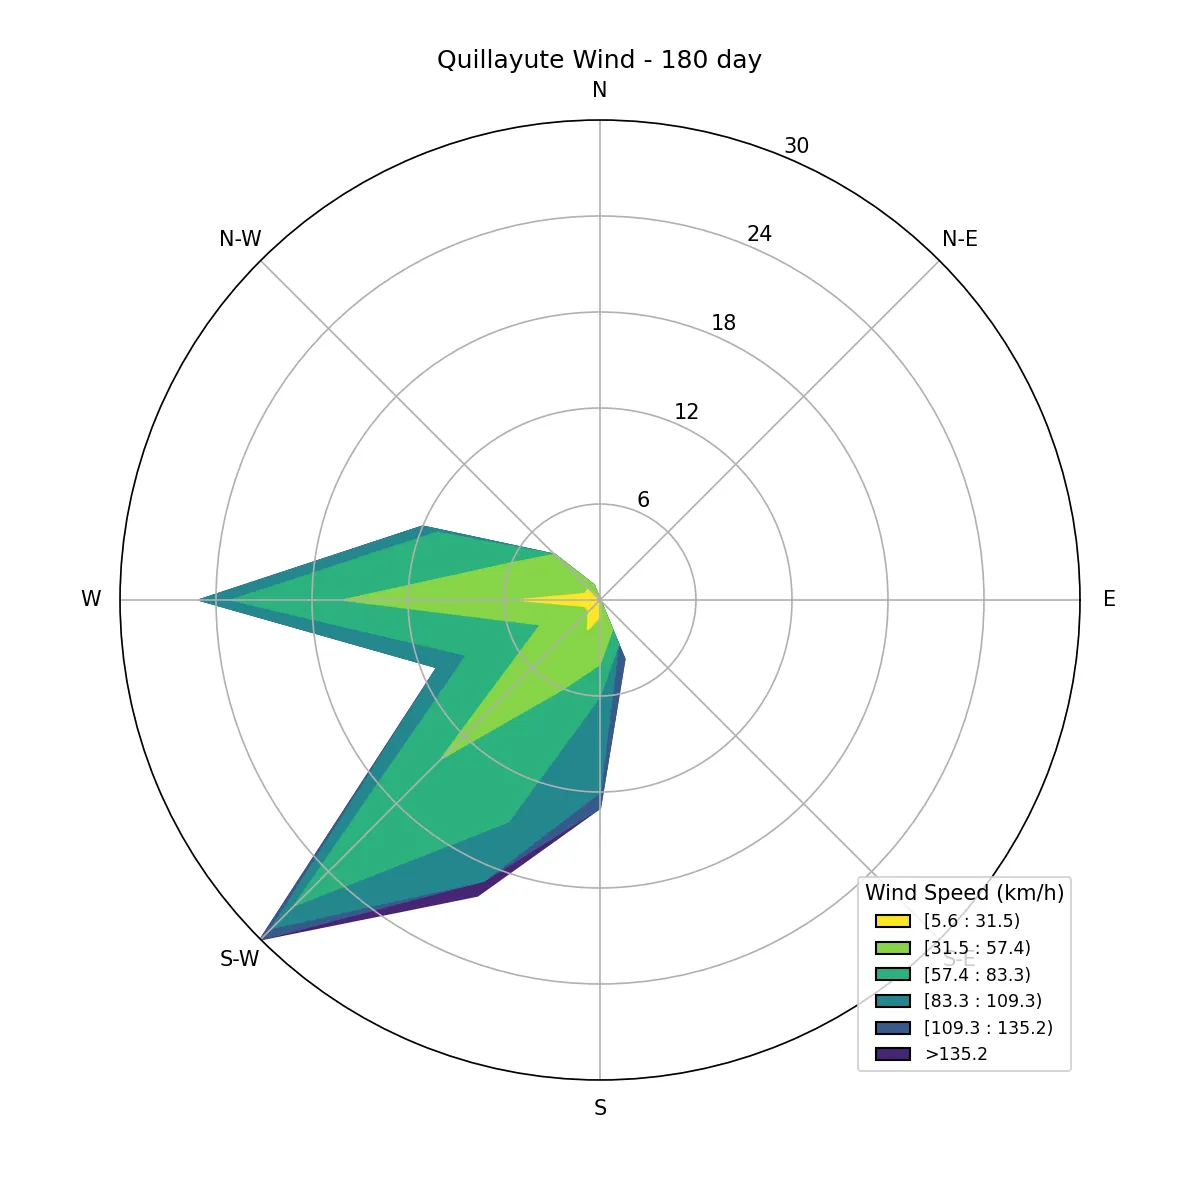 Quillayute Wind - 180 day
N
30
N-W
N-E
24
18
12
6
W
E
S-W
S-E
S
Wind Speed (km/h)
[5.6 : 31.5)
[31.5 : 57.4)
[57.4 : 83.3)
[83.3 : 109.3)
[109.3 : 135.2)
>135.2